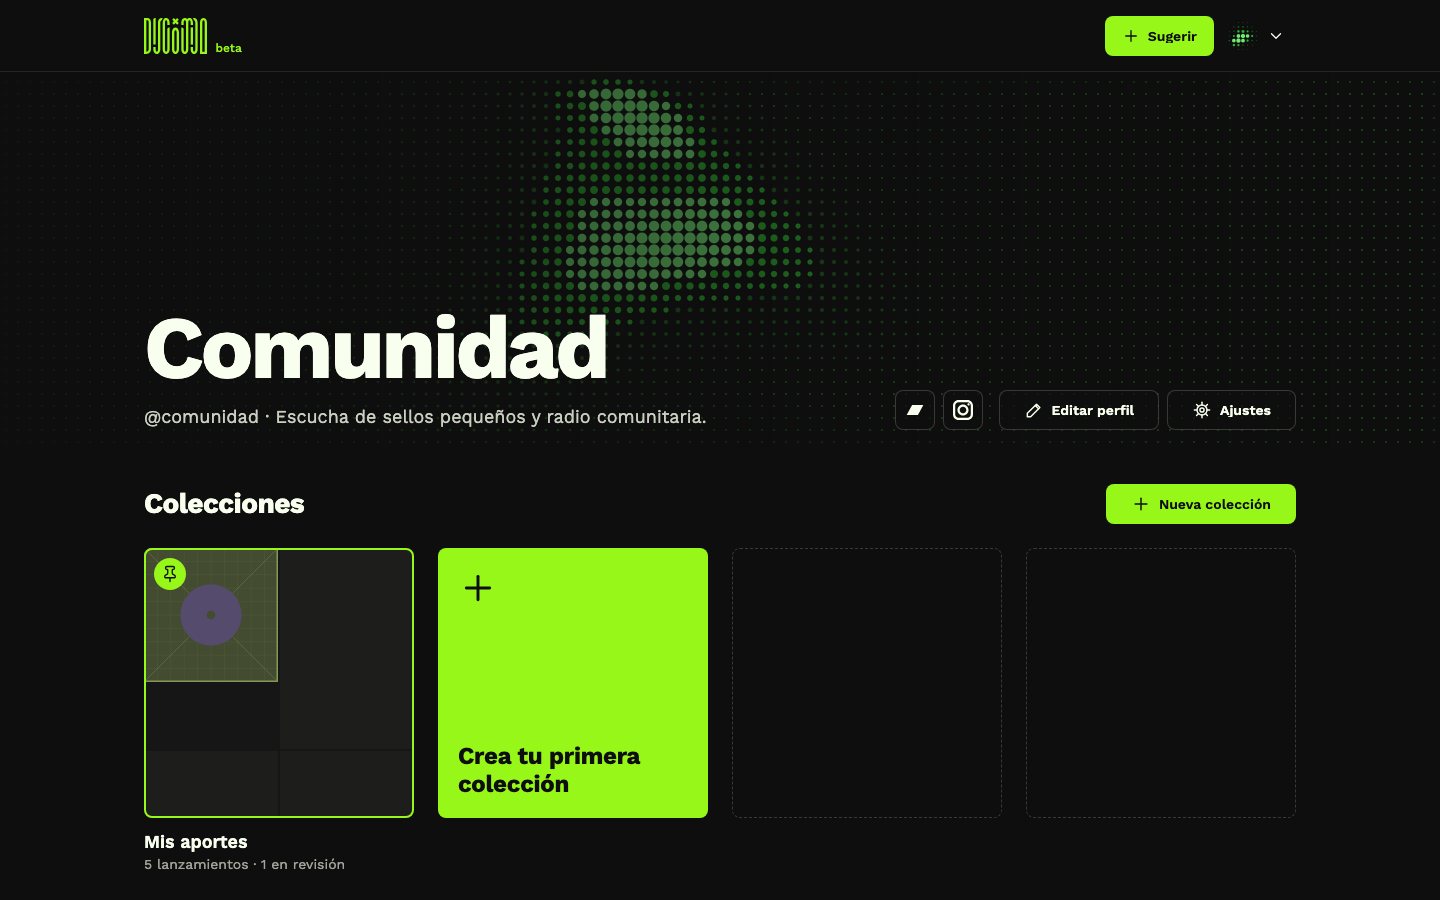 beta
Sugerir
Comunidad
@comunidad · Escucha de sellos pequeños y radio comunitaria.
Editar perfil
Ajustes
Colecciones
Nueva colección
Crea tu primera
colección
Mis aportes
5 lanzamientos · 1 en revisión